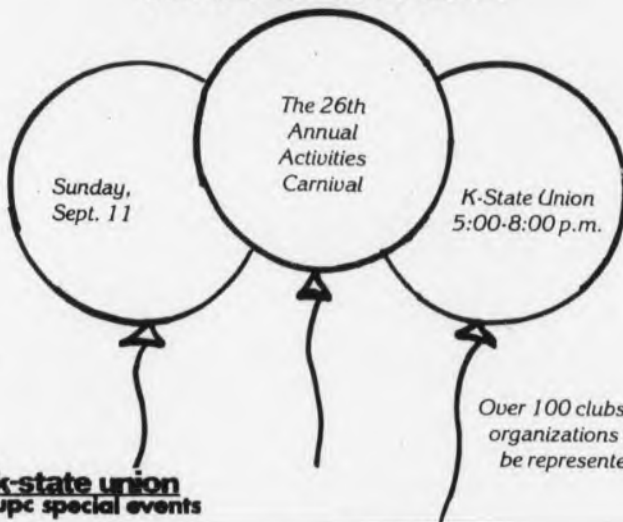 Sunday,
Sept. 11
The 26th
Annual
Activities
Carnival
K-State Union
5:00-8:00 p.m.
Over 100 clubs
organizations
be represente
k-state union
upc special events